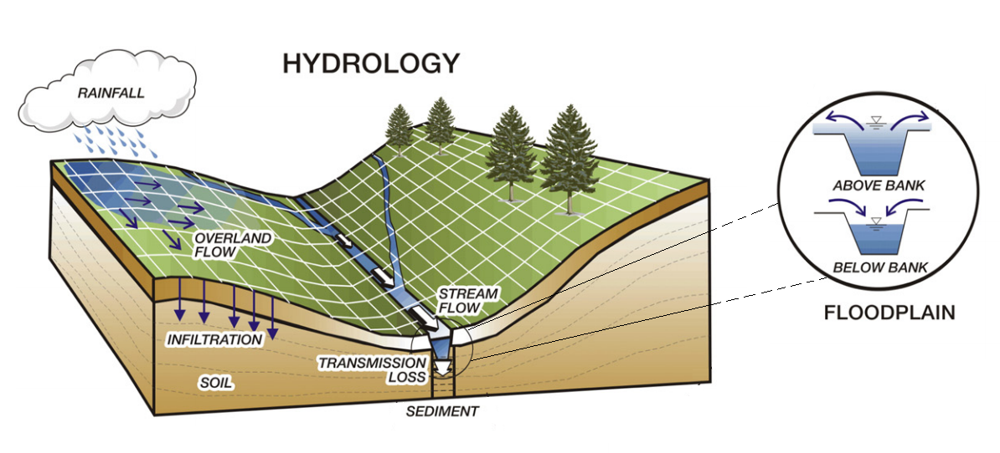 HYDROLOGY
RAINFALL
OVERLAND
FLOW
STREAM
FLOW
INFILTRATION
TRANSMISSION
LOSS
SOIL
SEDIMENT
ABOVE BANK
BELOW BANK
FLOODPLAIN